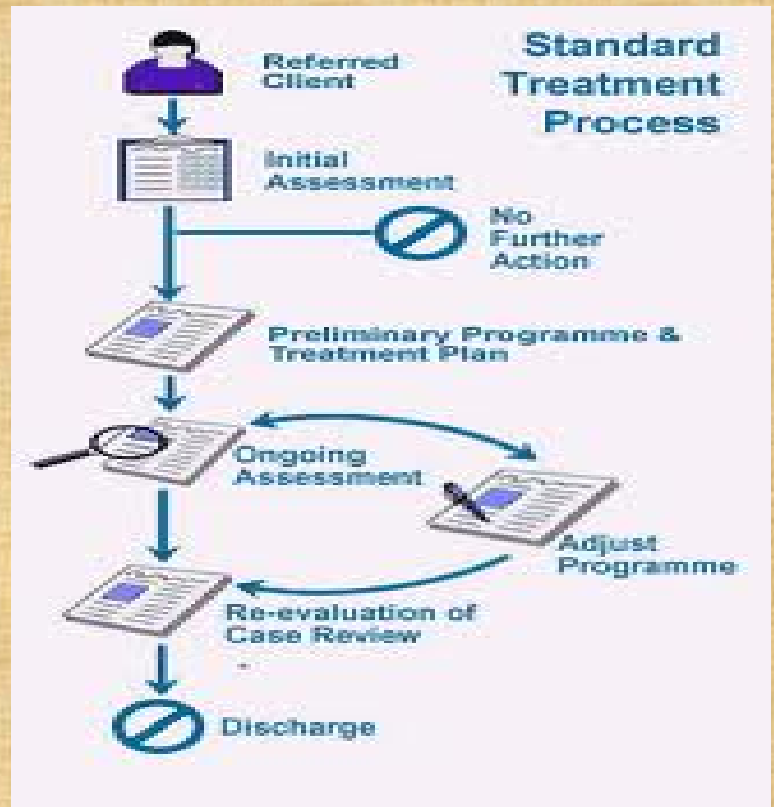 Standard
Treatment
Process
Referred
Client
Initial
Assessment
No
Further
Action
Preliminary Programme &
Treatment Plan
Ongoing
Assessment
Adjust
Programme
Re-evaluation of
Case Review
Discharge